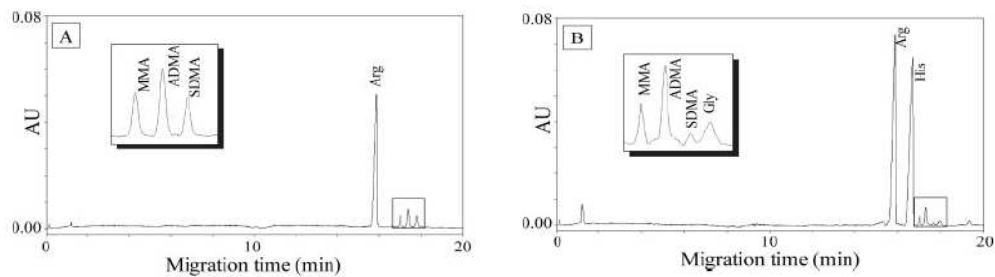 0.08
A
MMA
ADMA
SDMA
Arg
AU
0.00
0
10
20
Migration time (min)
0.08
B
MMA
ADMA
SDMA
Gly
Arg
His
AU
0.00
0
10
20
Migration time (min)